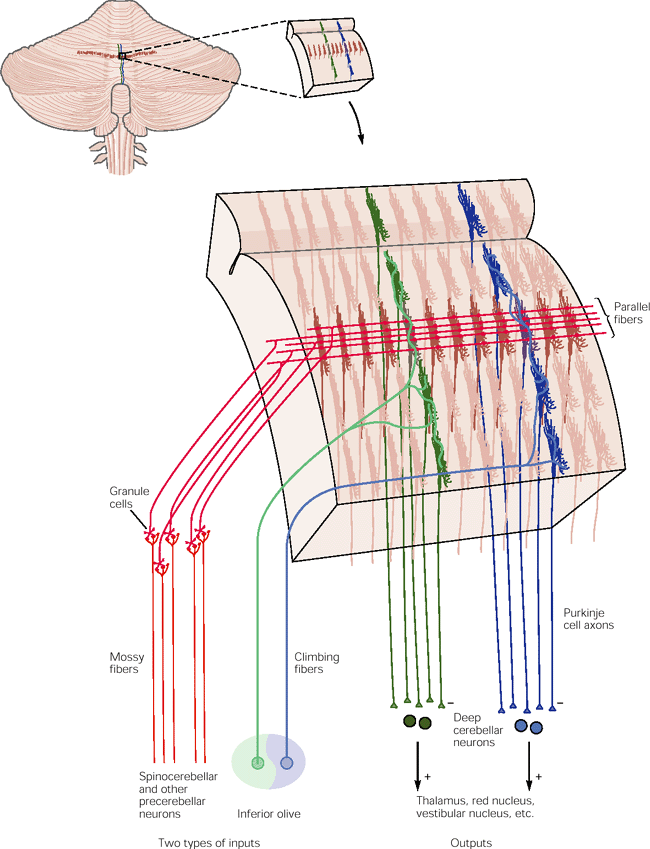 Parallel
fibers
Granule
cells
Purkinje
cell axons
Mossy
fibers
Climbing
fibers
−
−
Deep
cerebellar
neurons
+
+
Spinocerebellar
and other
precerebellar
neurons
Inferior olive
Thalamus, red nucleus,
vestibular nucleus, etc.
Two types of inputs
Outputs